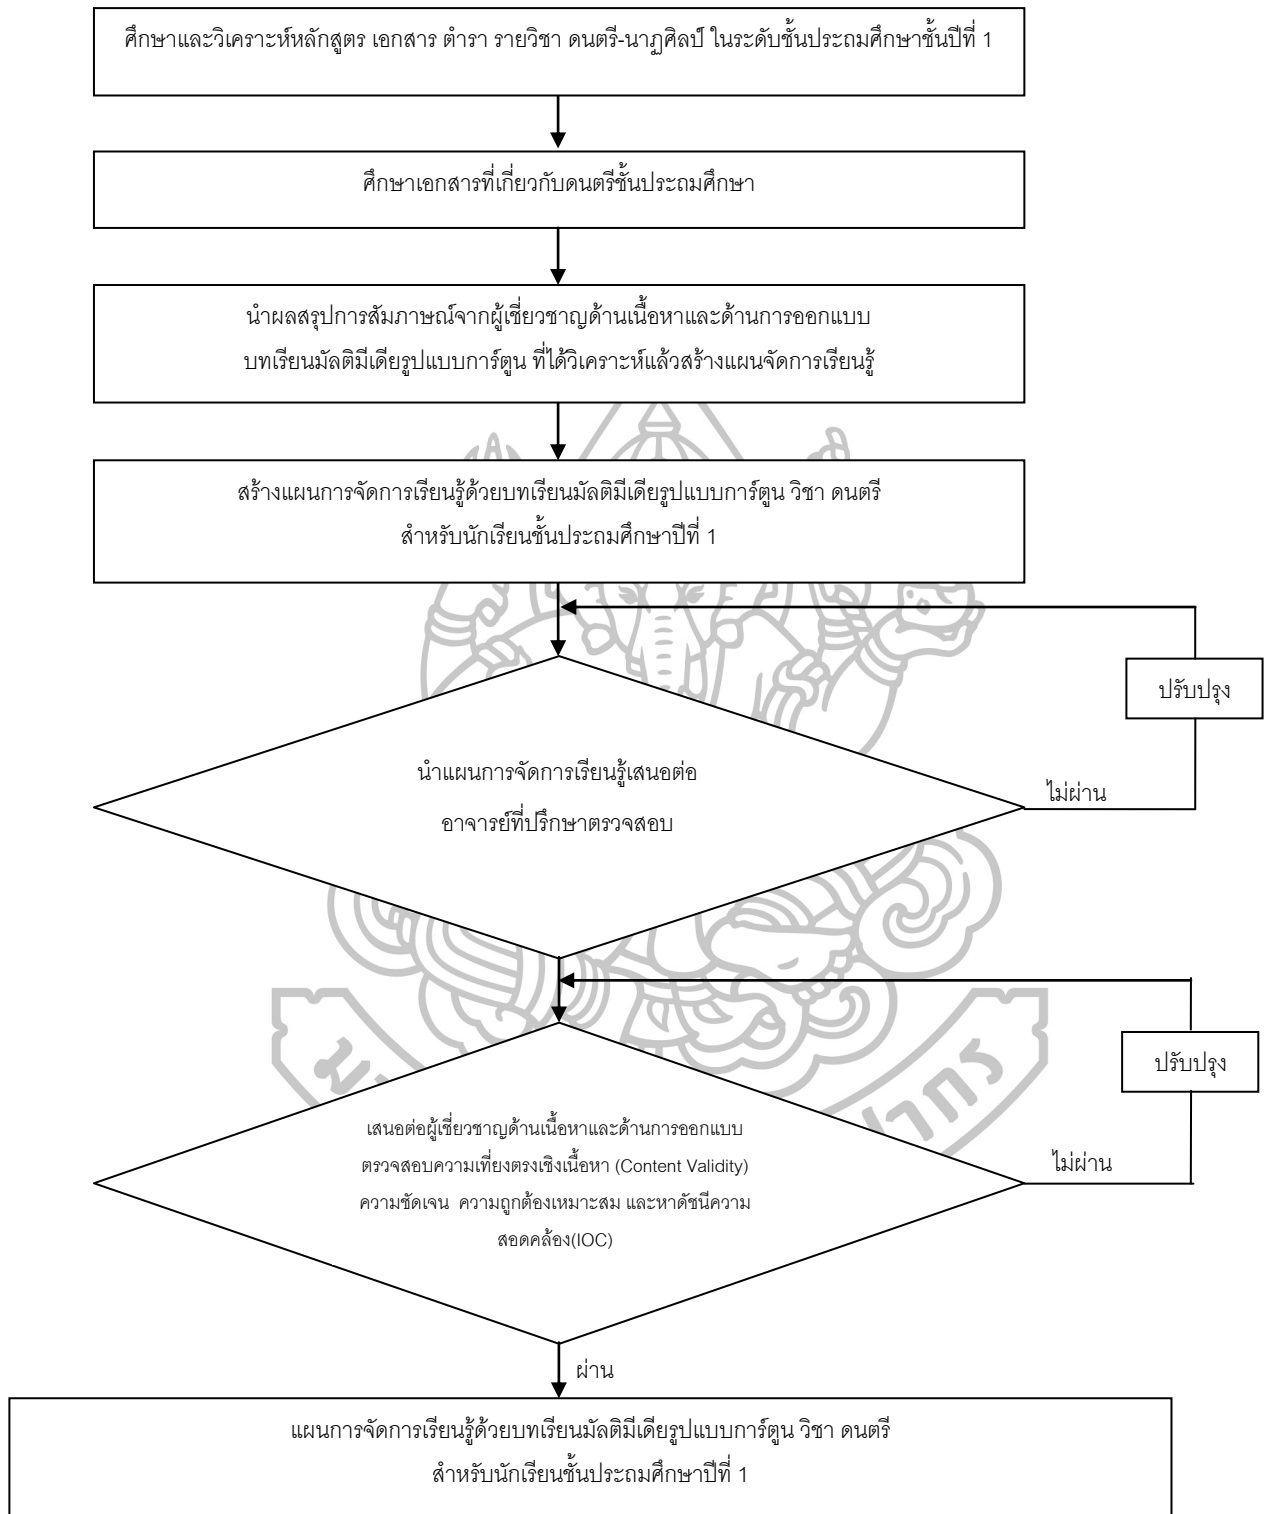 ศึกษาและวิเคราะห์หลักสูตร เอกสาร ตำรา รายวิชา ดนตรี-นาฏศิลป์ ในระดับชั้นประถมศึกษาชั้นปีที่ 1
ศึกษาเอกสารที่เกี่ยวกับดนตรีชั้นประถมศึกษา
นำผลสรุปการสัมภาษณ์จากผู้เชี่ยวชาญด้านเนื้อหาและด้านการออกแบบ
บทเรียนมัลติมีเดียรูปแบบการ์ตูน ที่ได้วิเคราะห์แล้วสร้างแผนจัดการเรียนรู้
สร้างแผนการจัดการเรียนรู้ด้วยบทเรียนมัลติมีเดียรูปแบบการ์ตูน วิชา ดนตรี
สำหรับนักเรียนชั้นประถมศึกษาปีที่ 1
ปรับปรุง
นำแผนการจัดการเรียนรู้เสนอต่อ
อาจารย์ที่ปรึกษาตรวจสอบ
ไม่ผ่าน
ปรับปรุง
เสนอต่อผู้เชี่ยวชาญด้านเนื้อหาและด้านการออกแบบ
ตรวจสอบความเที่ยงตรงเชิงเนื้อหา (Content Validity)
ความชัดเจน ความถูกต้องเหมาะสม และหาดัชนีความ
สอดคล้อง(IOC)
ไม่ผ่าน
ผ่าน
แผนการจัดการเรียนรู้ด้วยบทเรียนมัลติมีเดียรูปแบบการ์ตูน วิชา ดนตรี
สำหรับนักเรียนชั้นประถมศึกษาปีที่ 1